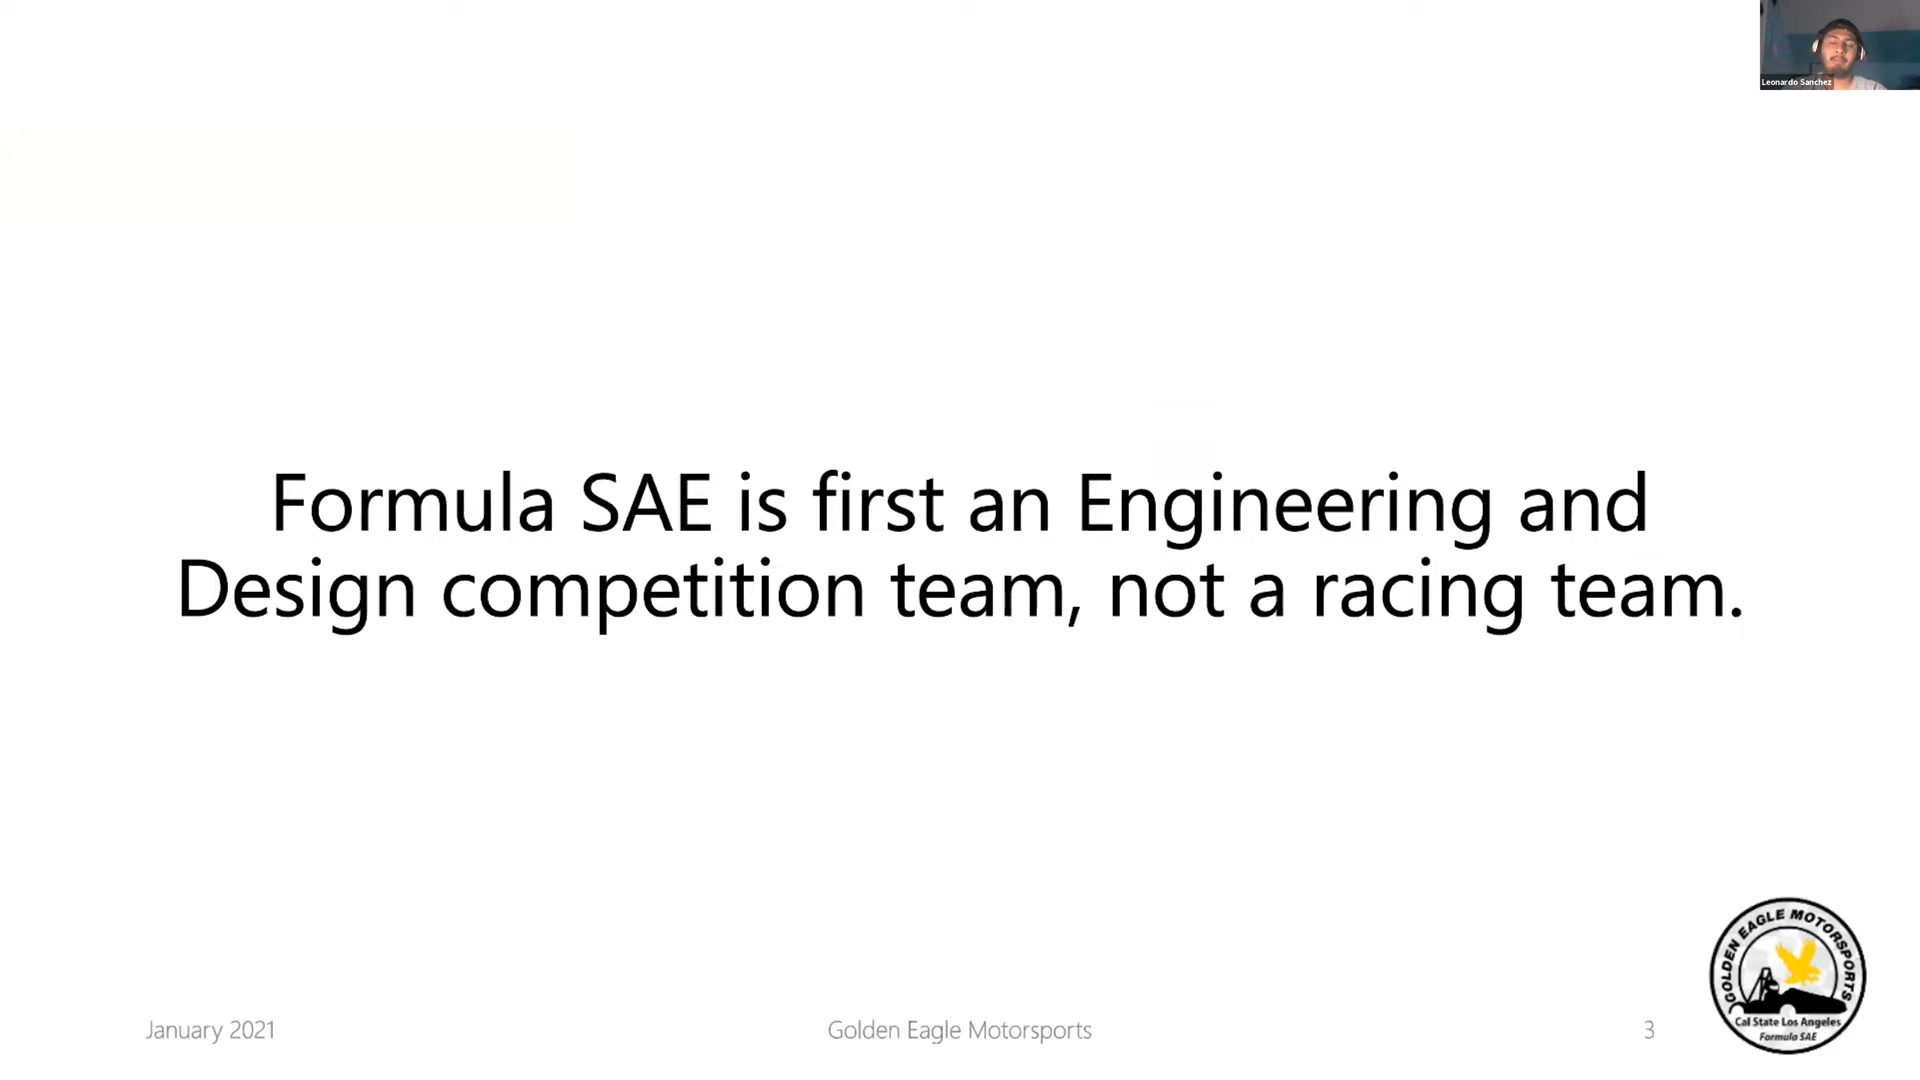 Leonardo Sanchez
Formula SAE is first an Engineering and
Design competition team, not a racing team.
GOLDEN EAGLE MOTORSPORTS
Cal State Los Angeles
Formula SAE
January 2021
Golden Eagle Motorsports
3